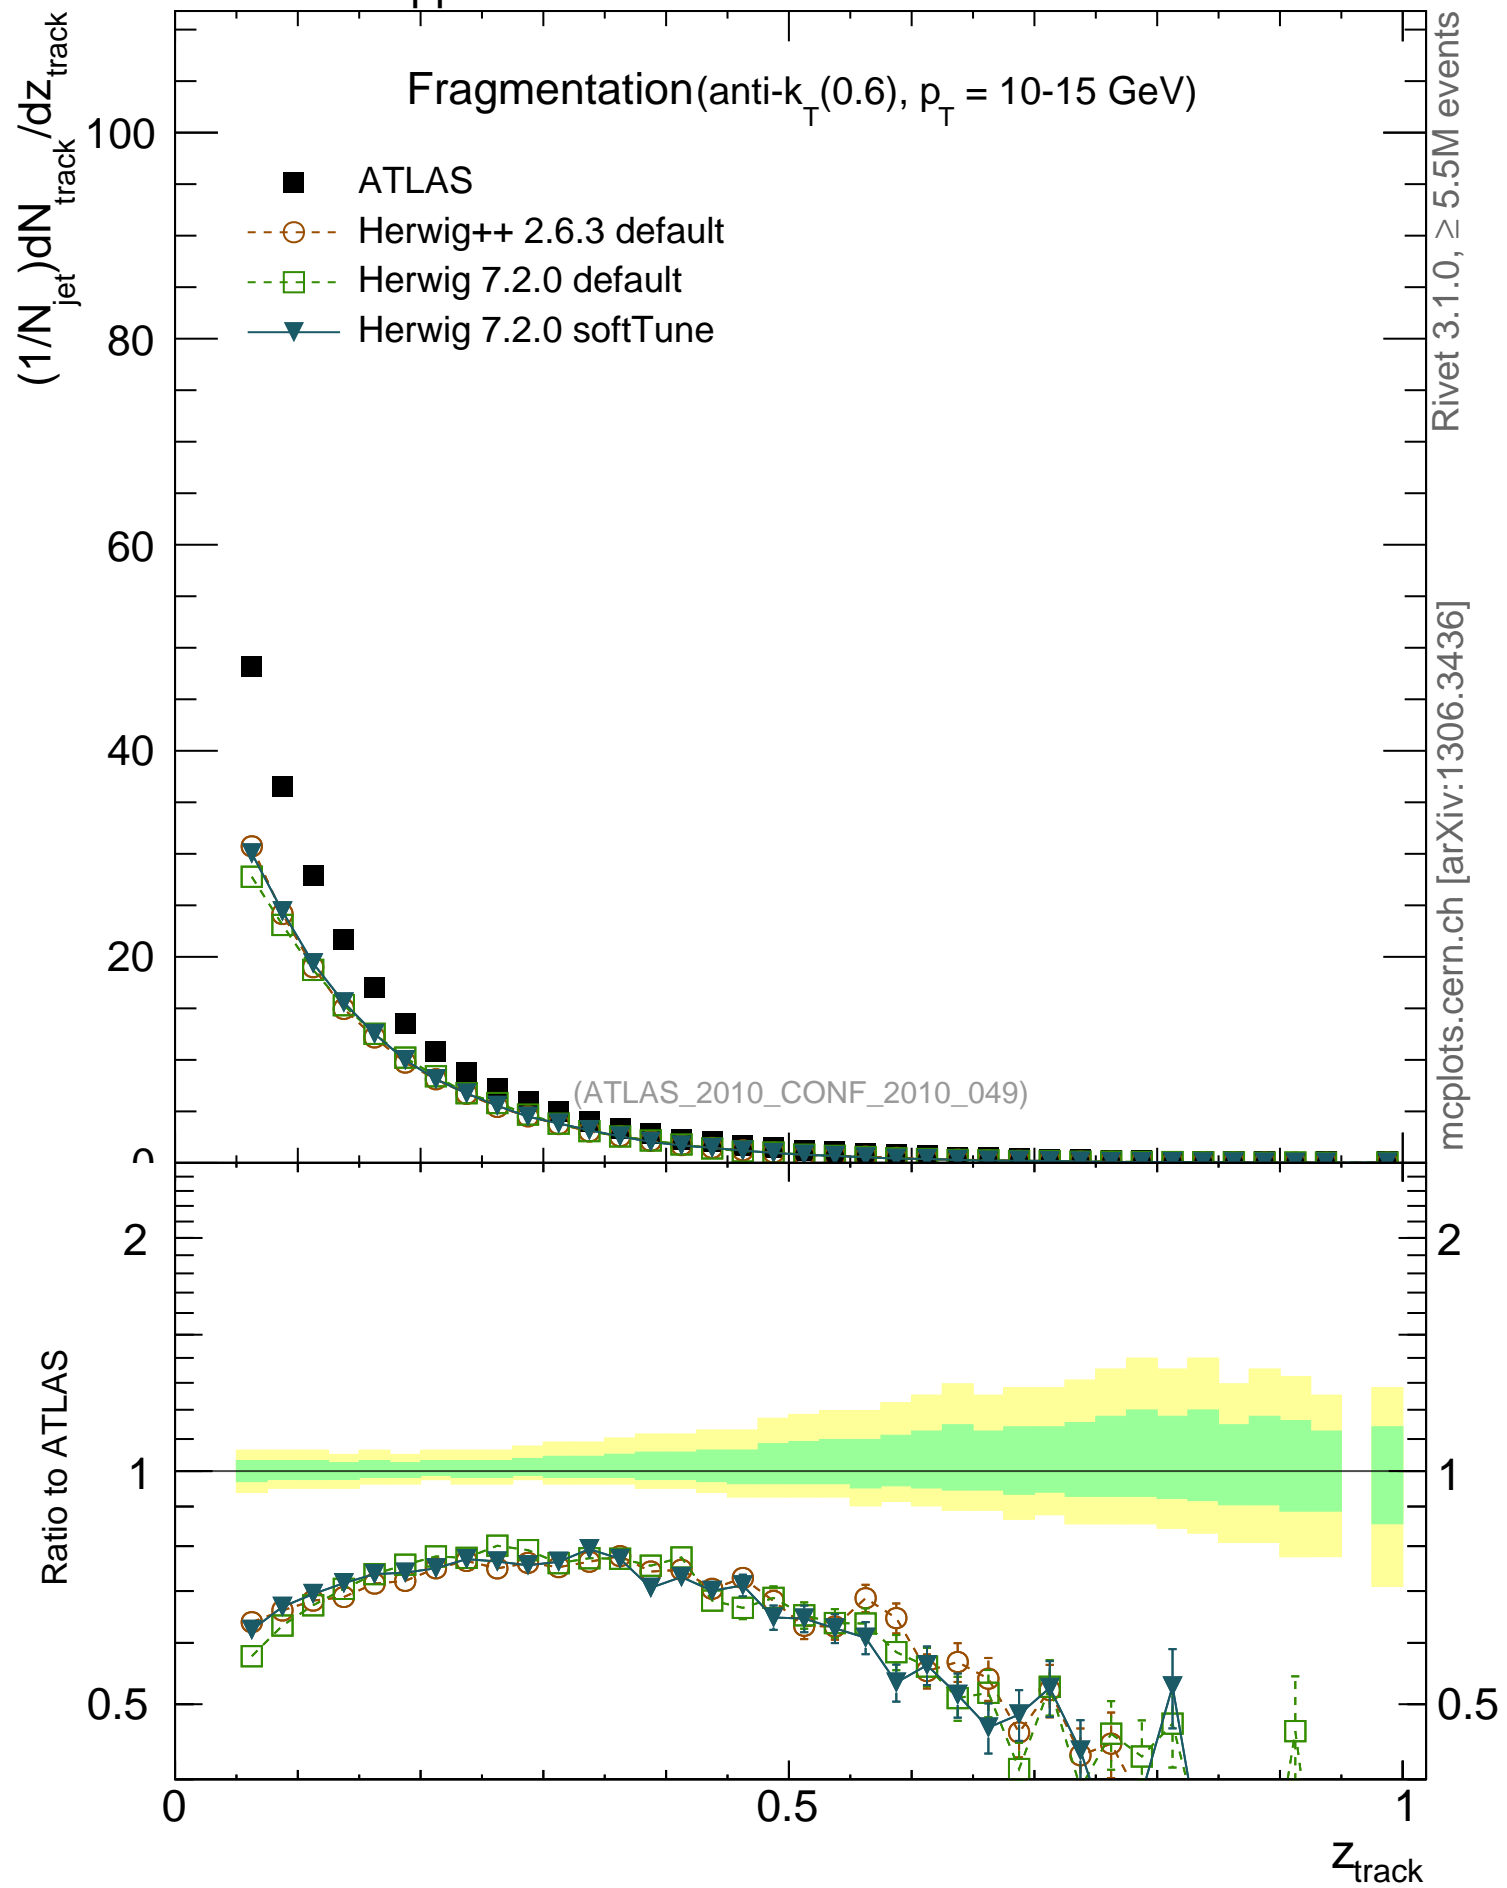 (1/N_jet)dN_track/dz_track
Fragmentation (anti-k_T(0.6), p_T = 10-15 GeV)
ATLAS
Herwig++ 2.6.3 default
Herwig 7.2.0 default
Herwig 7.2.0 softTune
100
80
60
40
20
0
(ATLAS_2010_CONF_2010_049)
Rivet 3.1.0, ≥ 5.5M events
mcplots.cern.ch [arXiv:1306.3436]
Ratio to ATLAS
2
1
0.5
2
1
0.5
0
0.5
1
z_track